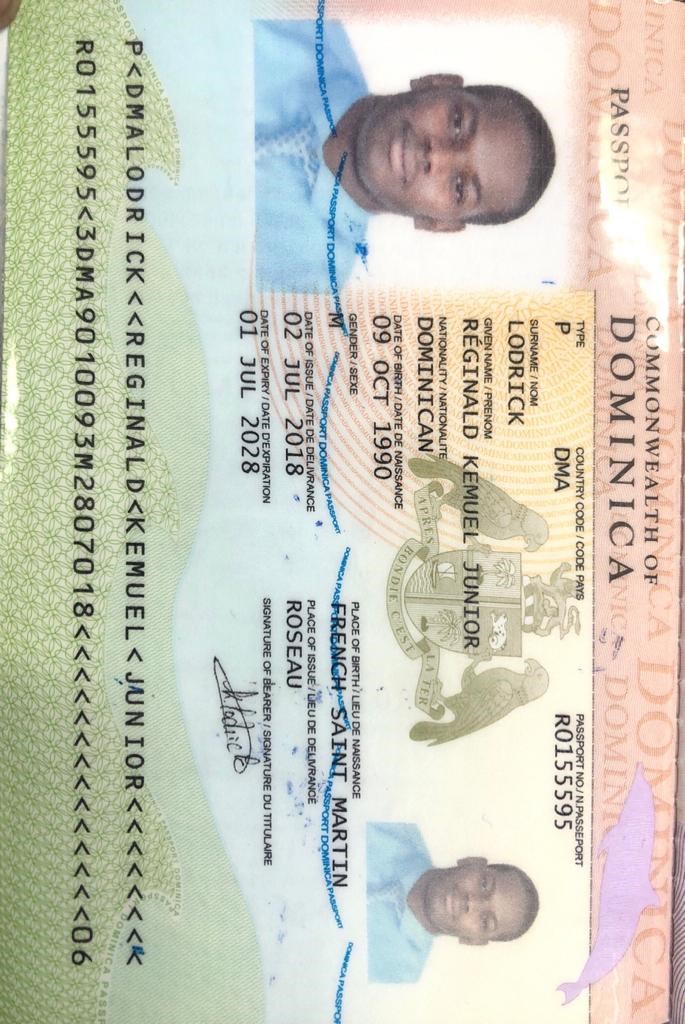 COMMONWEALTH OF
PASSPO DOMINICA
TYPE COUNTRY CODE / CODE PAYS PASSPORT NO./N.PASSEPORT
P DMA R0155595
SURNAME / NOM
LODRICK
GIVEN NAME / PRENOM
REGINALD KEMUEL JUNIOR
NATIONALITY / NATIONALITE
DOMINICAN
DATE OF BIRTH / DATE DE NAISSANCE
09 OCT 1990
GENDER / SEXE PLACE OF BIRTH / LIEU DE NAISSANCE
M FRENCH SAINT MARTIN
DATE OF ISSUE / DATE DE DELIVRANCE PLACE OF ISSUE / LIEU DE DELIVRANCE
02 JUL 2018 ROSEAU
DATE OF EXPIRY / DATE D'EXPIRATION SIGNATURE OF BEARER / SIGNATURE DU TITULAIRE
01 JUL 2028
APRES BONDIE C'EST LA TER
DOMINICA PASSPORT DOMINICA PASSPORT
P<DMALODRICK<<REGINALD<KEMUEL<JUNIOR<<<<<<<K
R0155595<3DMA9010093M2807018<<<<<<<<<<<<<<06